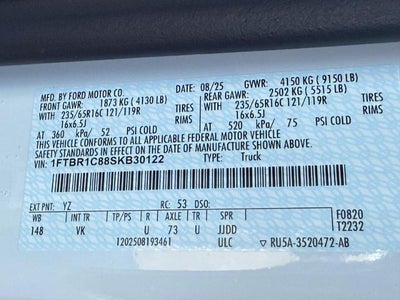 MFD. BY FORD MOTOR CO. 08/25 GVWR: 4150 KG ( 9150 LB)
FRONT GAWR: 1873 KG ( 4130 LB) REAR GAWR: 2502 KG ( 5515 LB)
235/65R16C 121/119R TIRES 235/65R16C 121/119R TIRES
16x6.5J RIMS 16x6.5J RIMS
AT 360 kPa/ 52 PSI COLD AT 520 kPa/ 75 PSI COLD
THIS VEHICLE CONFORMS TO ALL APPLICABLE FEDERAL MOTOR VEHICLE
SAFETY STANDARDS IN EFFECT ON THE DATE OF MANUFACTURE SHOWN ABOVE.
VIN: 1FTBR1C88SKB30122 TYPE: Truck
EXT PNT: YZ RC: 53 DSO:
WB INT TR TP/PS R AXLE TR SPR F0820
148 VK U 73 U JJDD T2232
1202508193461 ULC RU5A-3520472-AB